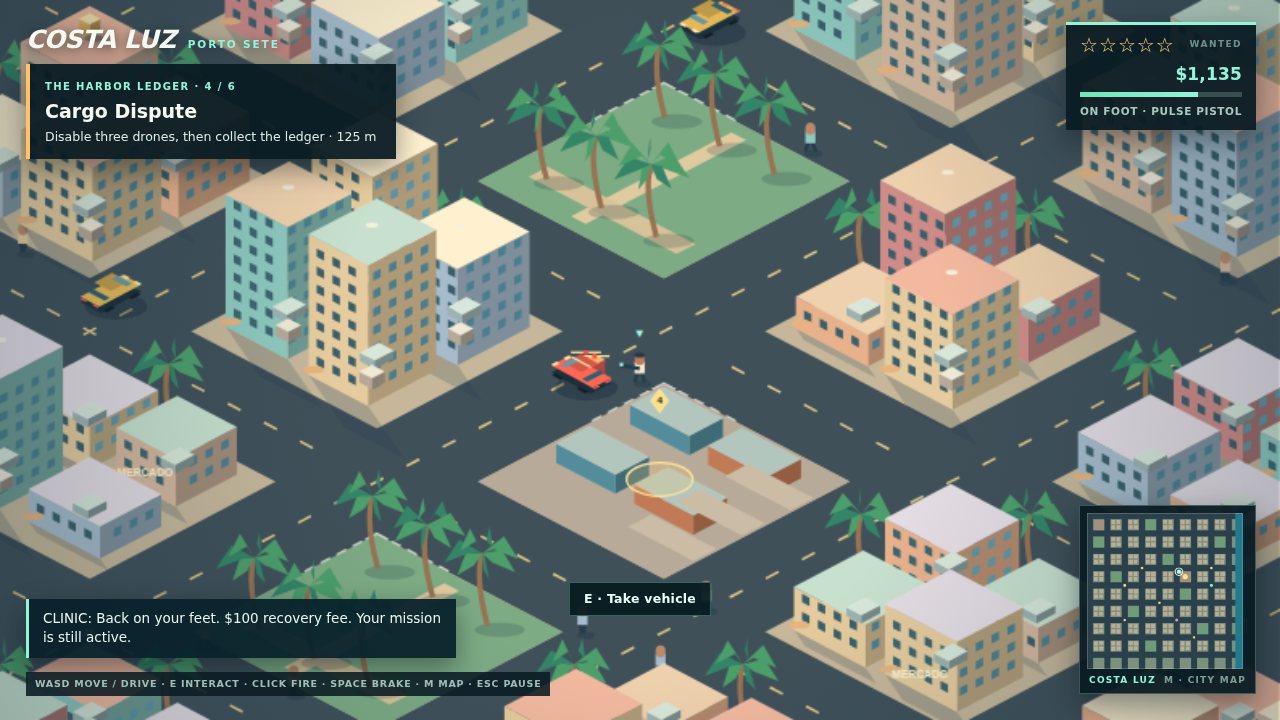 COSTA LUZ PORTO SETE
THE HARBOR LEDGER · 4 / 6
Cargo Dispute
Disable three drones, then collect the ledger · 125 m
☆☆☆☆☆ WANTED
$1,135
ON FOOT · PULSE PISTOL
4
MERCADO
E · Take vehicle
CLINIC: Back on your feet. $100 recovery fee. Your mission
is still active.
MERCADO
WASD MOVE / DRIVE · E INTERACT · CLICK FIRE · SPACE BRAKE · M MAP · ESC PAUSE
COSTA LUZ M · CITY MAP